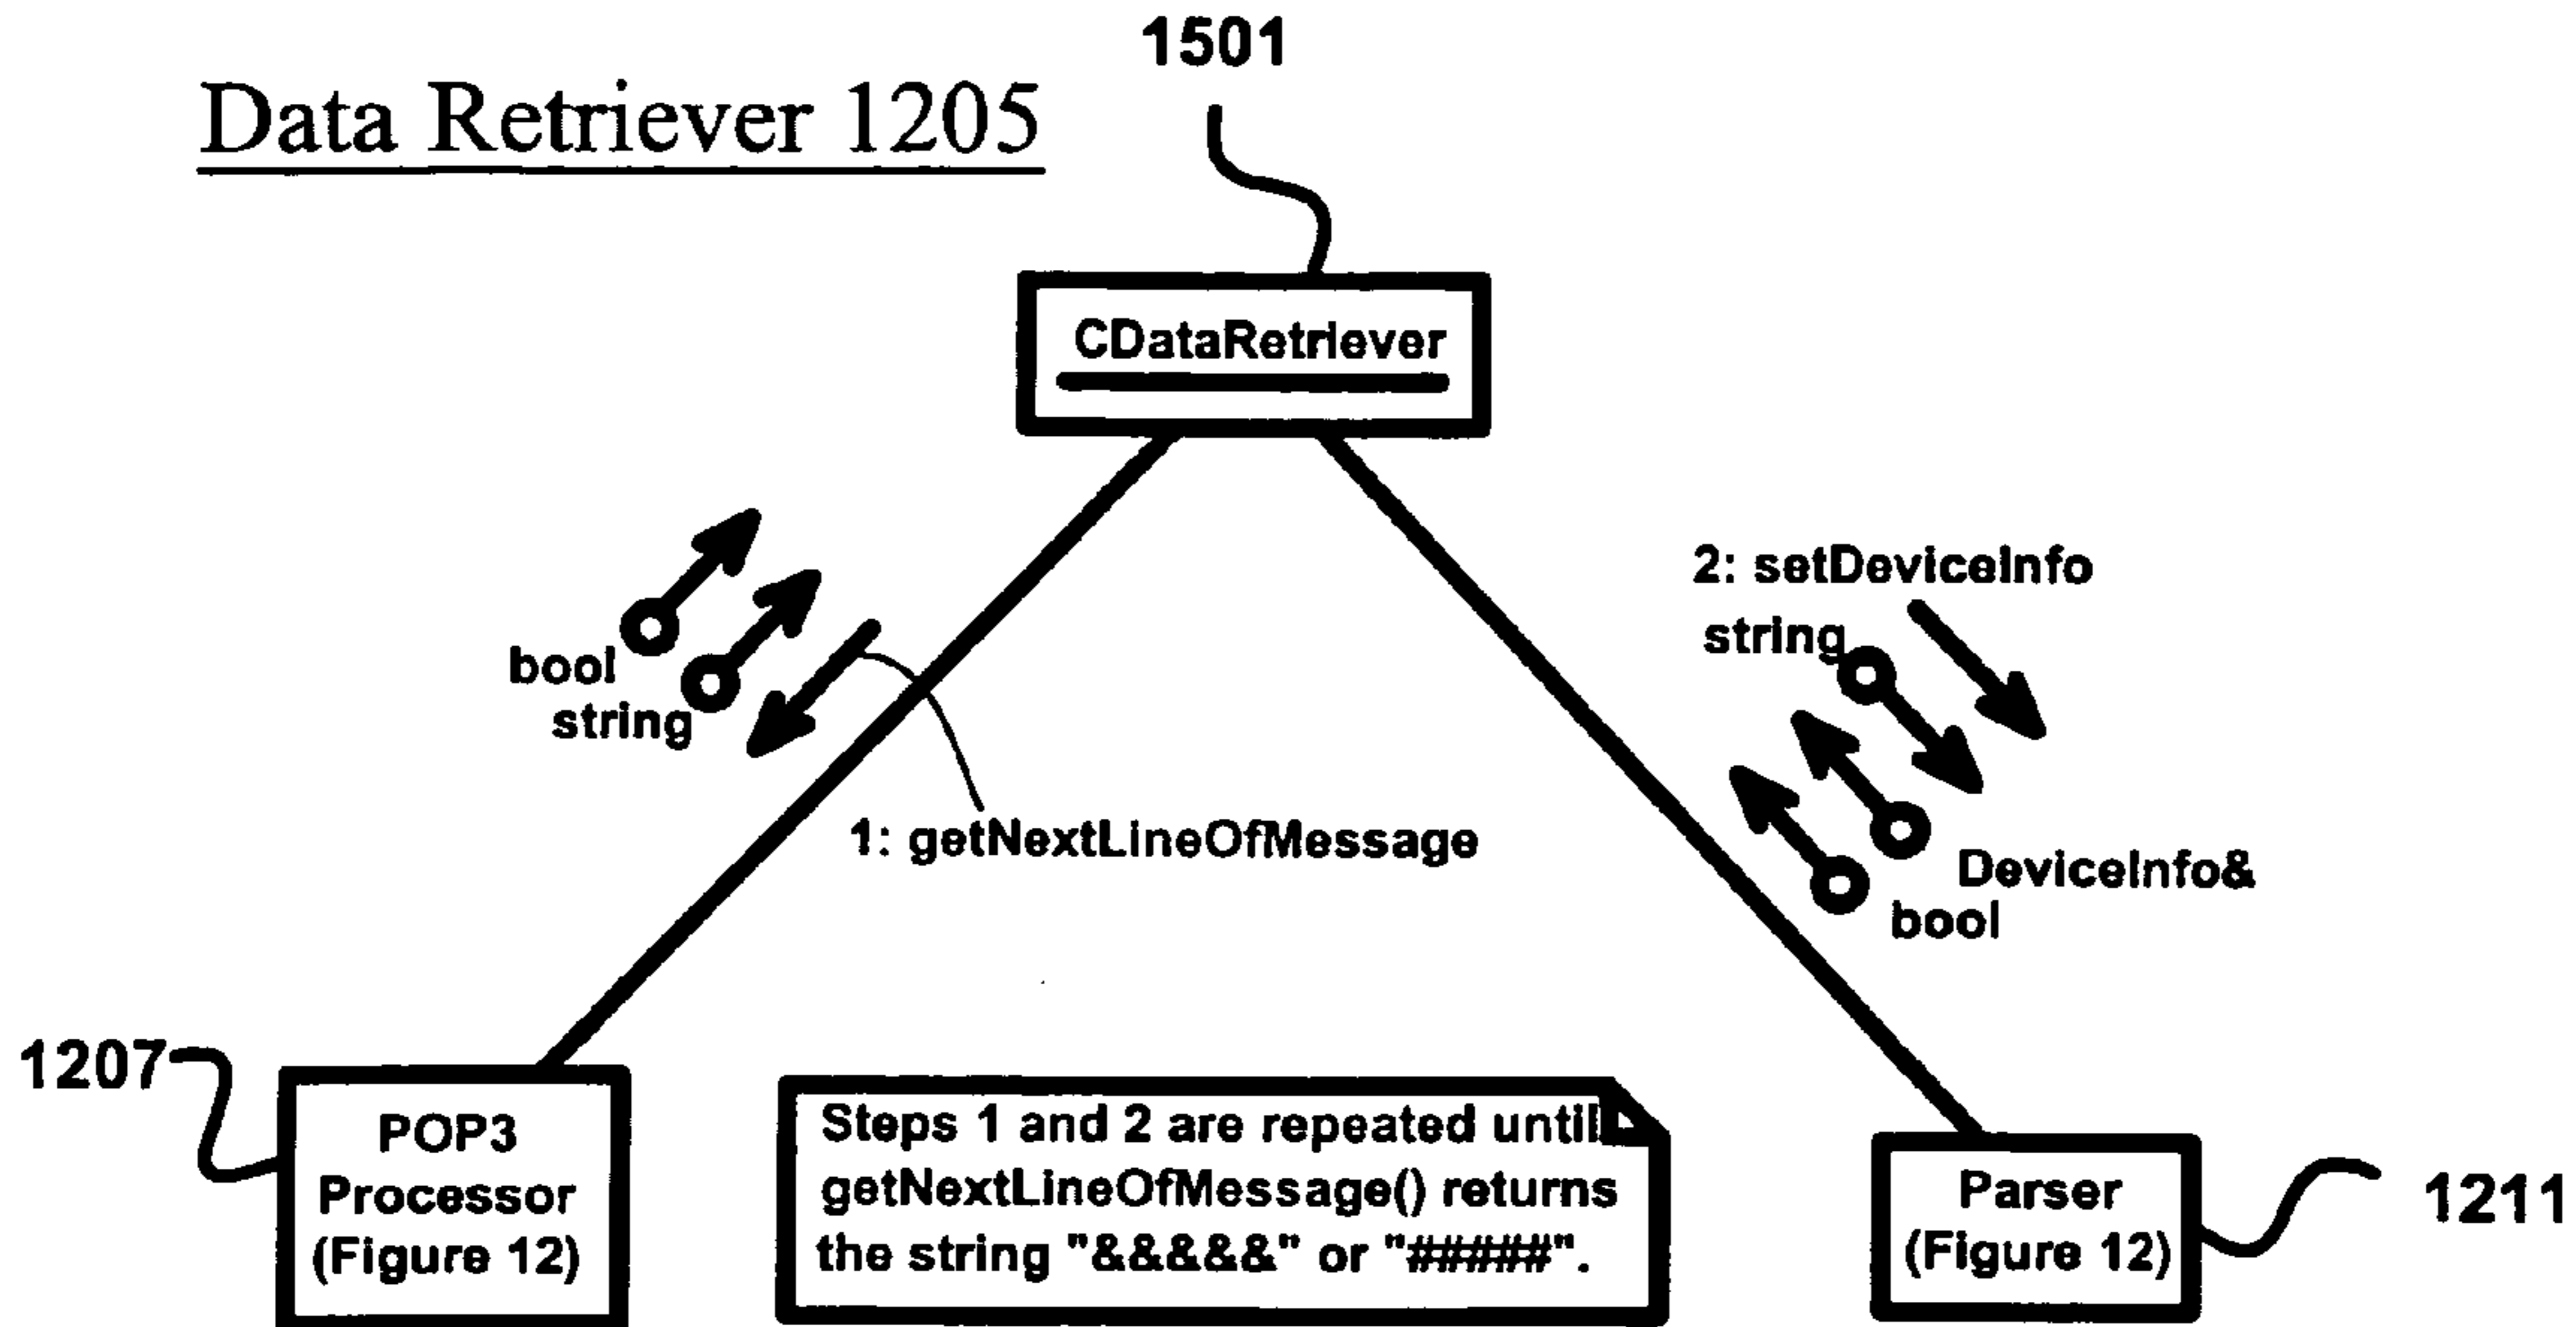 1501
Data Retriever 1205
CDataRetriever
2: setDeviceInfo
string
bool
string
1: getNextLineOfMessage
DeviceInfo&
bool
1207
POP3
Processor
(Figure 12)
Steps 1 and 2 are repeated until
getNextLineOfMessage() returns
the string "&&&&&" or "#####".
Parser
(Figure 12)
1211